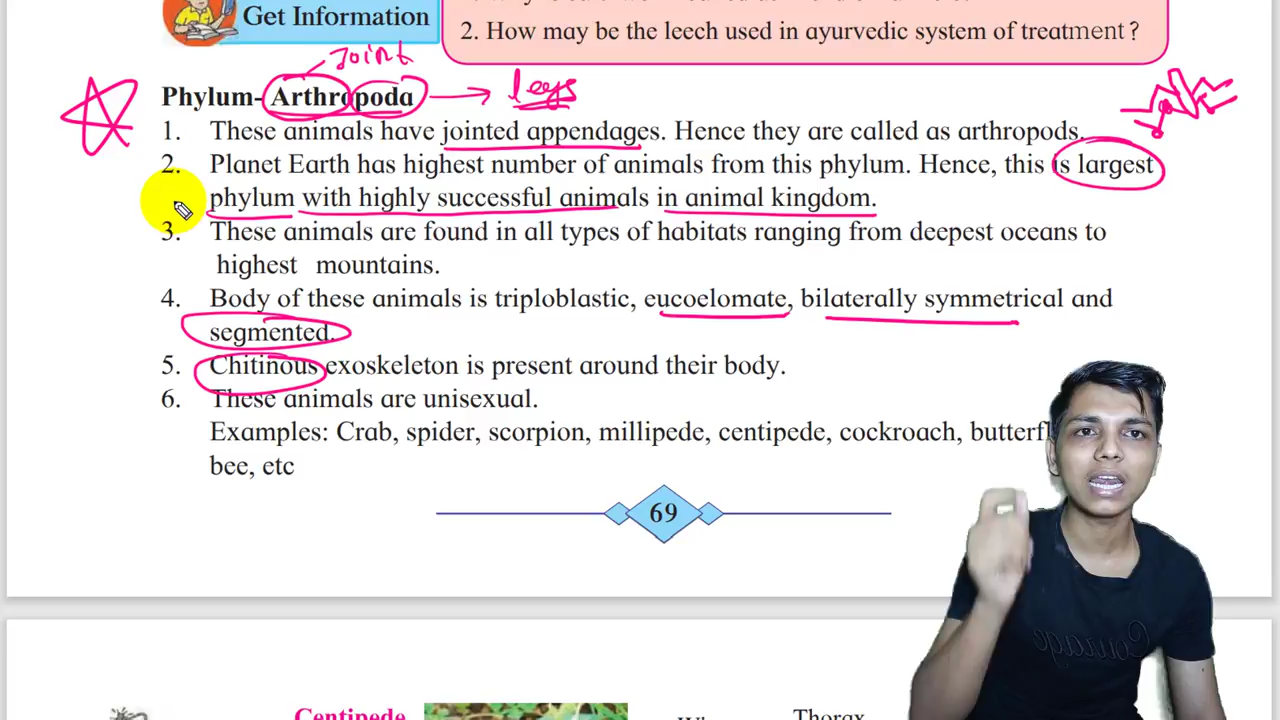 Get Information
2. How may be the leech used in ayurvedic system of treatment ?
Joint
Phylum- Arthropoda
legs
1. These animals have jointed appendages. Hence they are called as arthropods.
2. Planet Earth has highest number of animals from this phylum. Hence, this is largest
phylum with highly successful animals in animal kingdom.
3. These animals are found in all types of habitats ranging from deepest oceans to
highest mountains.
4. Body of these animals is triploblastic, eucoelomate, bilaterally symmetrical and
segmented.
5. Chitinous exoskeleton is present around their body.
6. These animals are unisexual.
Examples: Crab, spider, scorpion, millipede, centipede, cockroach, butterf
bee, etc
69
Centipede
Thorax
Courage